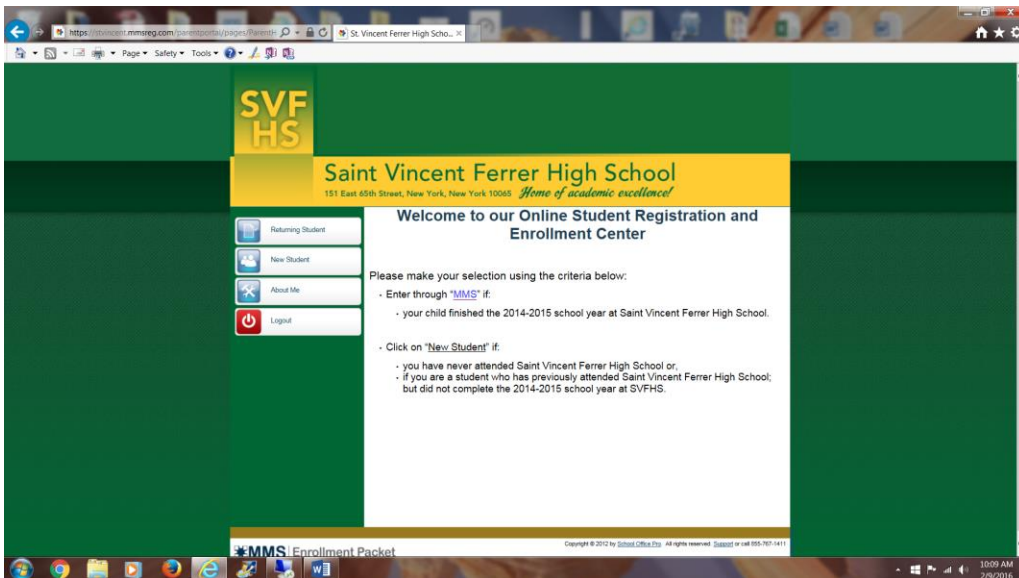 https://stvincent.mmsreg.com/parentportal/pages/ParentH
St. Vincent Ferrer High Scho...
Page
Safety
Tools
SVF
HS
Saint Vincent Ferrer High School
151 East 65th Street, New York, New York 10065 Home of academic excellence!
Returning Student
New Student
About Me
Logout
Welcome to our Online Student Registration and
Enrollment Center
Please make your selection using the criteria below:
• Enter through "MMS" if:
• your child finished the 2014-2015 school year at Saint Vincent Ferrer High School.
• Click on "New Student" if:
• you have never attended Saint Vincent Ferrer High School or,
• if you are a student who has previously attended Saint Vincent Ferrer High School;
but did not complete the 2014-2015 school year at SVFHS.
MMS | Enrollment Packet
Copyright © 2012 by School Office Pro. All rights reserved. Support or call 855-767-1411
10:09 AM
2/9/2016